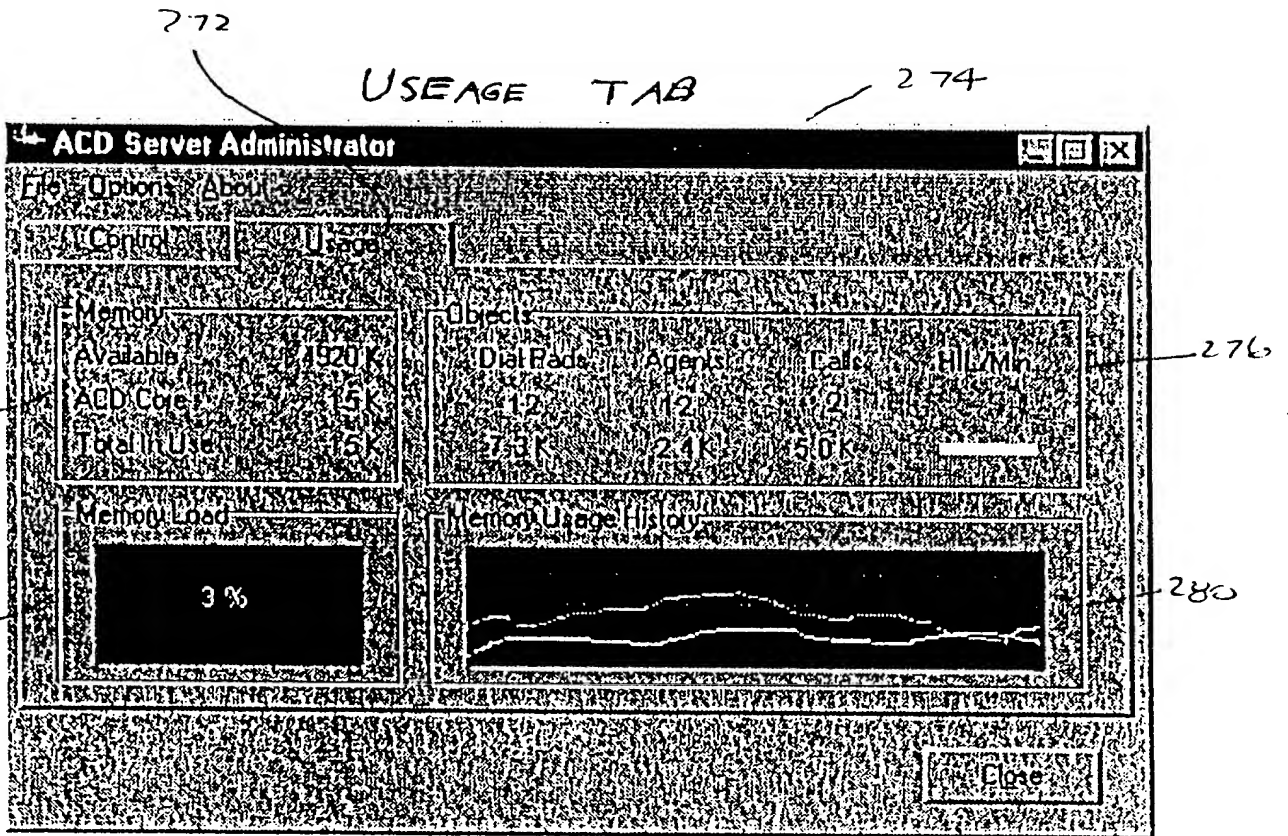 272
USEAGE TAB
274
ACD Server Administrator
File Options About
Control Usage
Memory
Available 4920 K
ACD Core 15 K
Total In Use 15 K
Objects
Dial Pads Agents Calls Hit/Min
12 12 2
7.3 K 2.4 K 5.0 K
276
Memory Load
3 %
Memory Usage History
280
Close